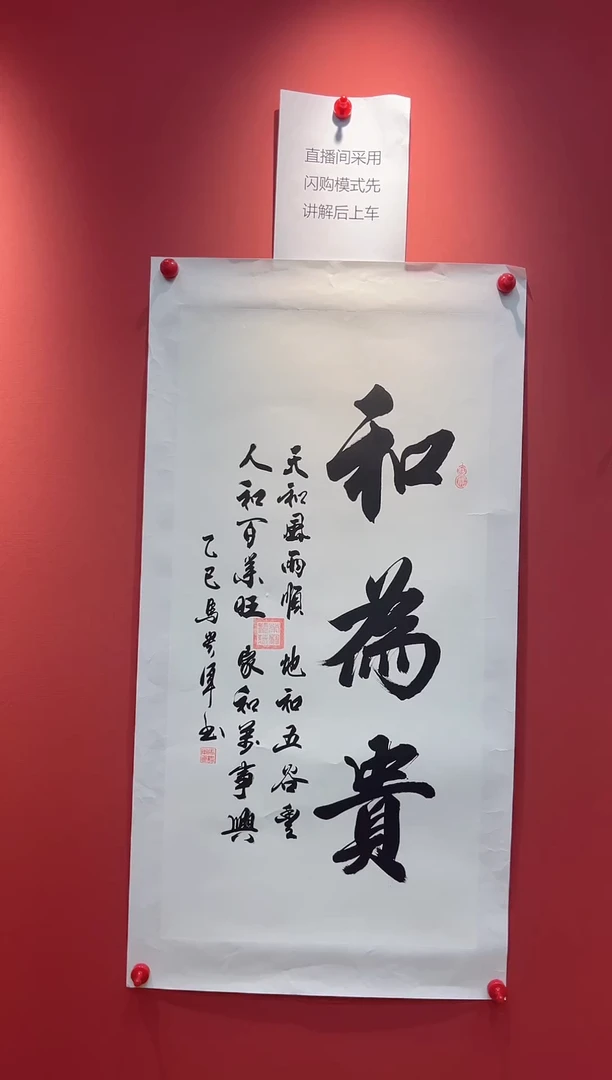 直播间采用
闪购模式先
讲解后上车
和為貴
天和風雨順 地和五谷豐
人和百業旺 家和萬事興
乙巳馬